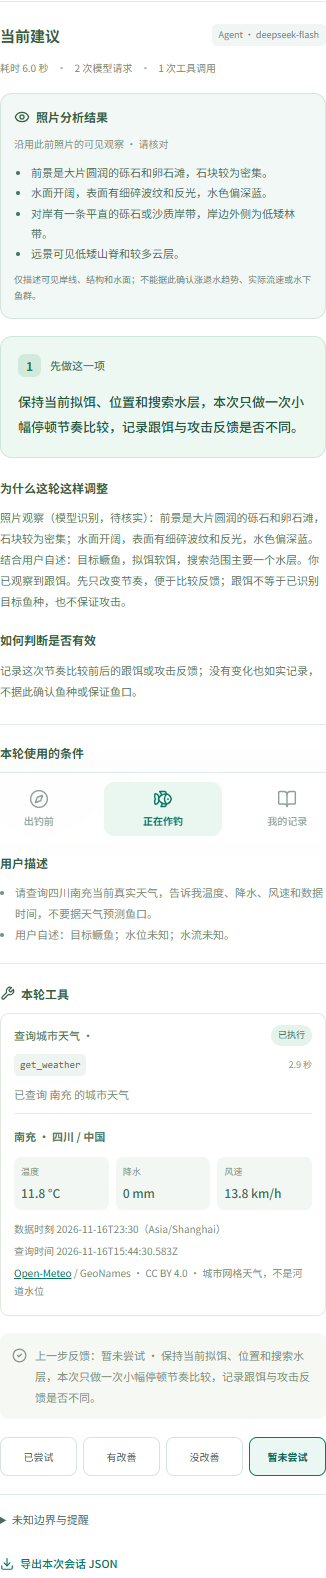 当前建议
Agent · deepseek-flash
耗时 6.0 秒 · 2 次模型请求 · 1 次工具调用
照片分析结果
沿用此前照片的可见观察 · 请核对
前景是大片圆润的砾石和卵石滩，石块较为密集。
水面开阔，表面有细碎波纹和反光，水色偏深蓝。
对岸有一条平直的砾石或沙质岸带，岸边外侧为低矮林
带。
远景可见低矮山脊和较多云层。
仅描述可见岸线、结构和水面；不能据此确认涨退水趋势、实际流速或水下
鱼群。
1 先做这一项
保持当前拟饵、位置和搜索水层，本次只做一次小
幅停顿节奏比较，记录跟饵与攻击反馈是否不同。
为什么这轮这样调整
照片观察（模型识别，待核实）：前景是大片圆润的砾石和卵石滩，
石块较为密集；水面开阔，表面有细碎波纹和反光，水色偏深蓝。
结合用户自述：目标鳜鱼，拟饵软饵，搜索范围主要一个水层。你
已观察到跟饵。先只改变节奏，便于比较反馈；跟饵不等于已识别
目标鱼种，也不保证攻击。
如何判断是否有效
记录这次节奏比较前后的跟饵或攻击反馈；没有变化也如实记录，
不据此确认鱼种或保证鱼口。
本轮使用的条件
出钓前
正在作钓
我的记录
用户描述
请查询四川南充当前真实天气，告诉我温度、降水、风速和数据
时间，不要据天气预测鱼口。
用户自述：目标鳜鱼；水位未知；水流未知。
本轮工具
查询城市天气 ·
已执行
get_weather
2.9 秒
已查询 南充 的城市天气
南充 · 四川 / 中国
温度
降水
风速
11.8 °C
0 mm
13.8 km/h
数据时刻 2026-11-16T23:30（Asia/Shanghai）
查询时间 2026-11-16T15:44:30.583Z
Open-Meteo / GeoNames · CC BY 4.0 · 城市网格天气，不是河
道水位
上一步反馈：暂未尝试 · 保持当前拟饵、位置和搜索水
层，本次只做一次小幅停顿节奏比较，记录跟饵与攻击反
馈是否不同。
已尝试
有改善
没改善
暂未尝试
未知边界与提醒
导出本次会话 JSON